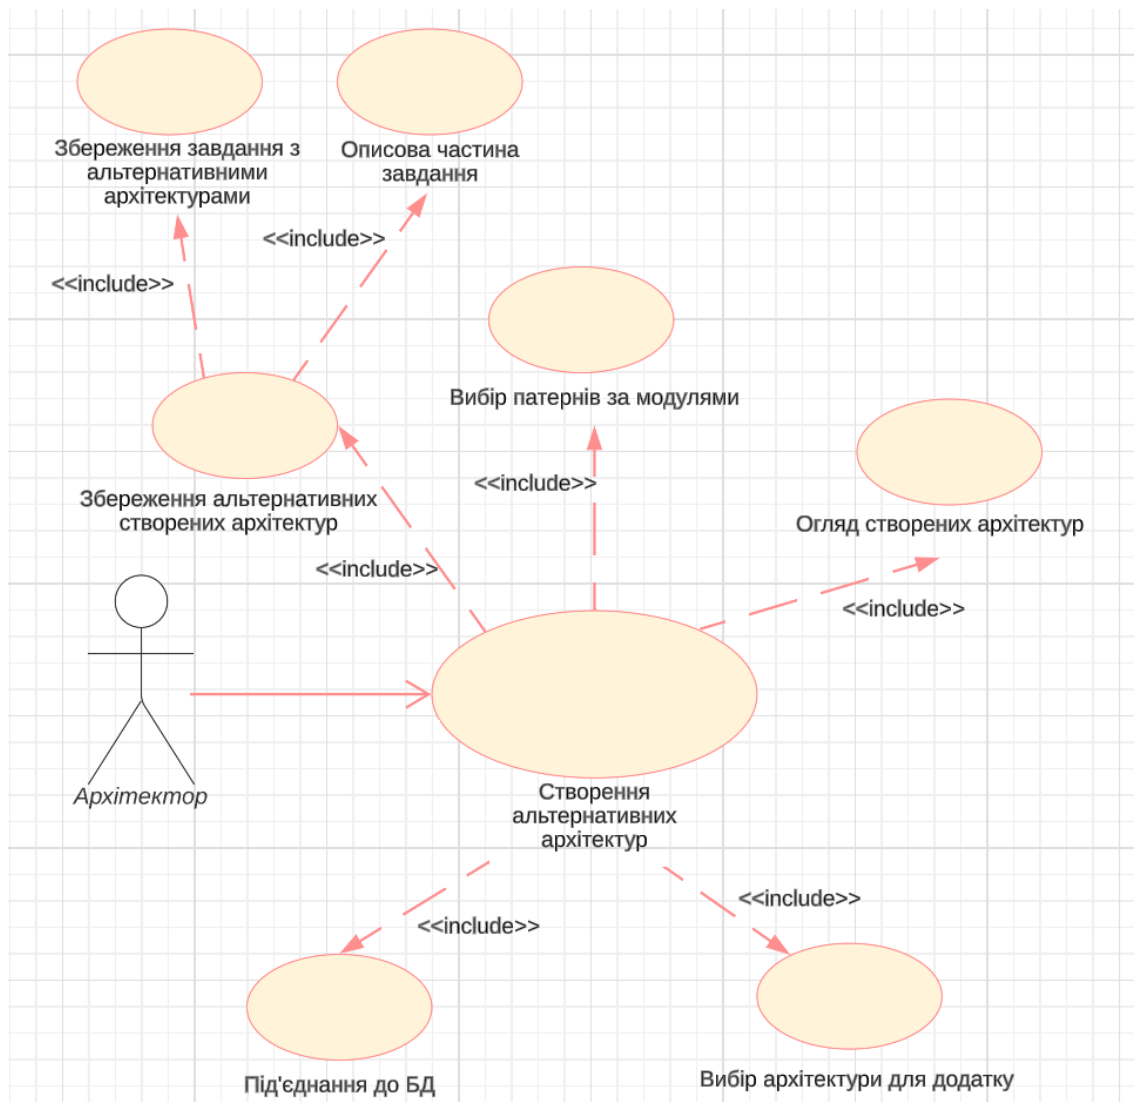 Збереження завдання з
альтернативними
архітектурами
Описова частина
завдання
<<include>>
<<include>>
Вибір патернів за модулями
<<include>>
Збереження альтернативних
створених архітектур
Огляд створених архітектур
<<include>>
<<include>>
Архітектор
Створення
альтернативних
архітектур
<<include>>
<<include>>
Під'єднання до БД
Вибір архітектури для додатку